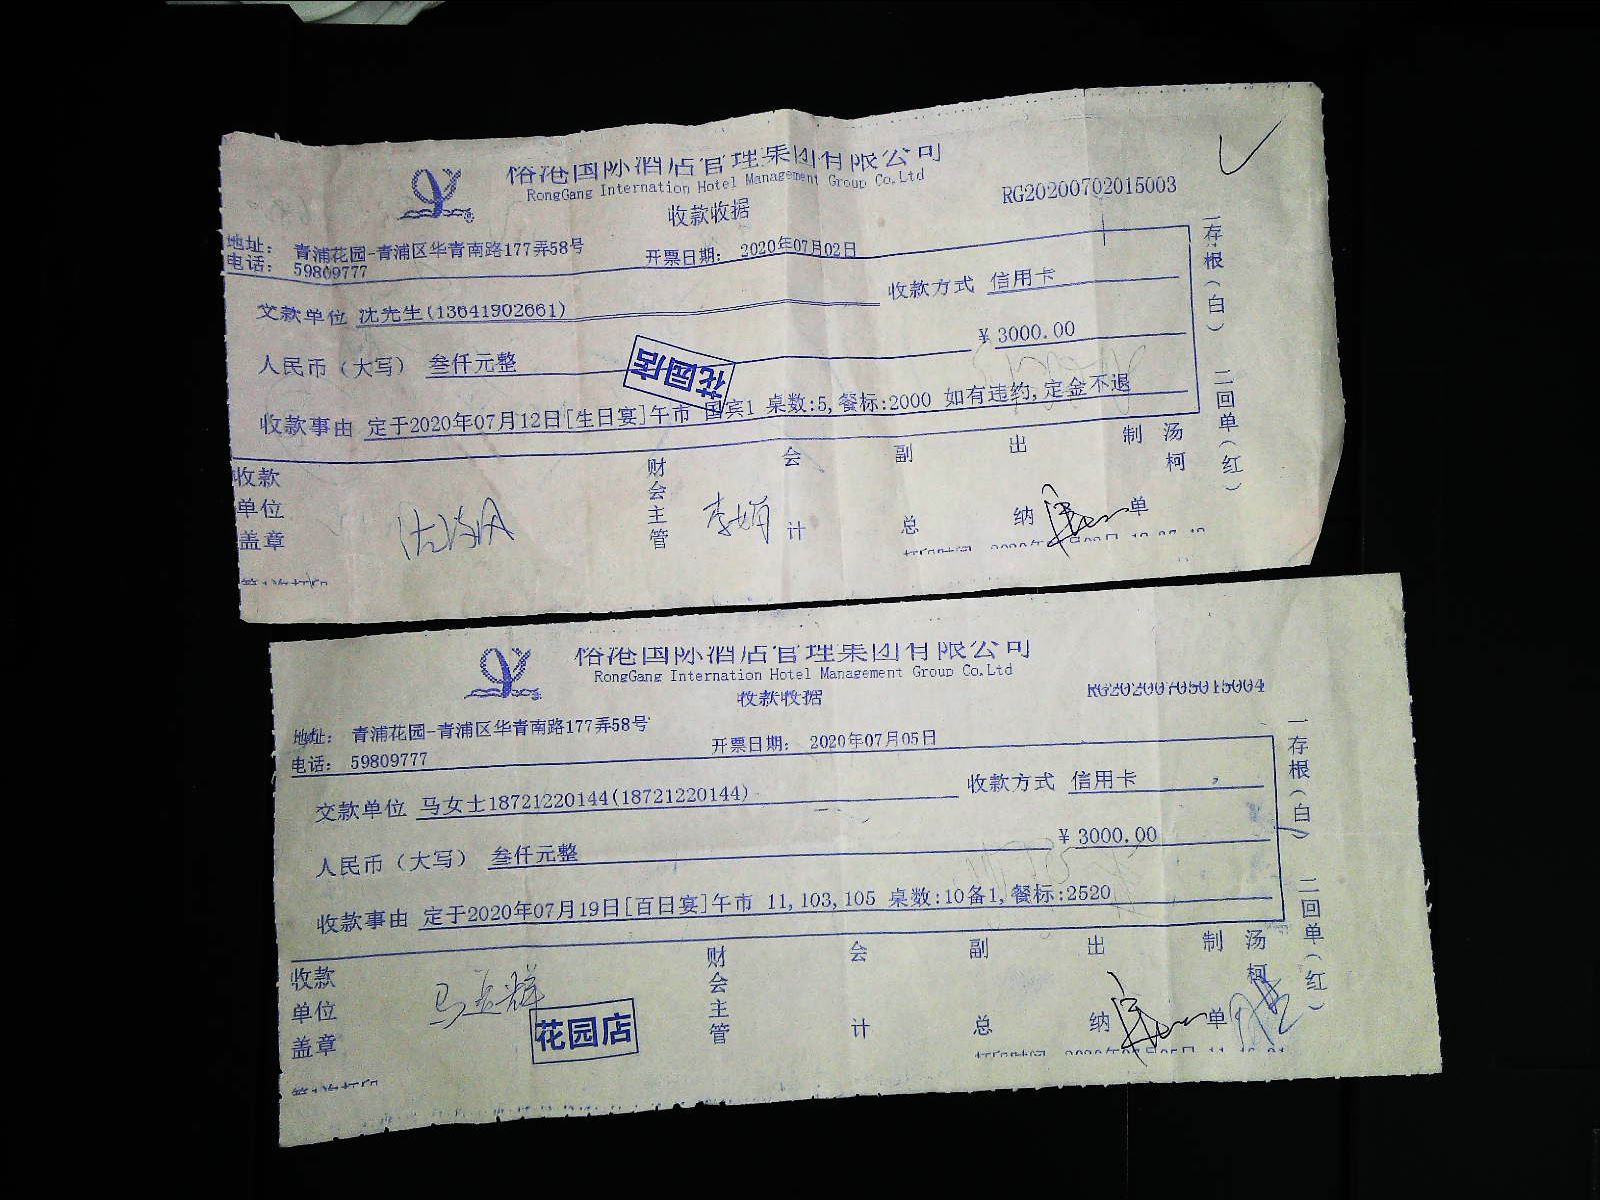 榕港国际酒店管理集团有限公司
RongGang Internation Hotel Management Group Co.Ltd
收款收据
RG20200702015003
地址： 青浦花园-青浦区华青南路177弄58号
电话： 59809777
开票日期： 2020年07月02日
交款单位 沈先生(13641902661)
收款方式 信用卡
人民币（大写） 叁仟元整
¥3000.00
花园店
收款事由 定于2020年07月12日[生日宴]午市 国宾1 桌数:5,餐标:2000 如有违约,定金不退
收款单位盖章
财会主管
李娟
会计
副总
出纳
制单
汤柯
一存根（白）
二回单（红）
榕港国际酒店管理集团有限公司
RongGang Internation Hotel Management Group Co.Ltd
收款收据
RG20200705015004
地址： 青浦花园-青浦区华青南路177弄58号
电话： 59809777
开票日期： 2020年07月05日
交款单位 马女士18721220144(18721220144)
收款方式 信用卡
人民币（大写） 叁仟元整
¥3000.00
收款事由 定于2020年07月19日[百日宴]午市 11,103,105 桌数:10备1,餐标:2520
收款单位盖章
花园店
财会主管
会计
副总
出纳
制单
汤柯
一存根（白）
二回单（红）